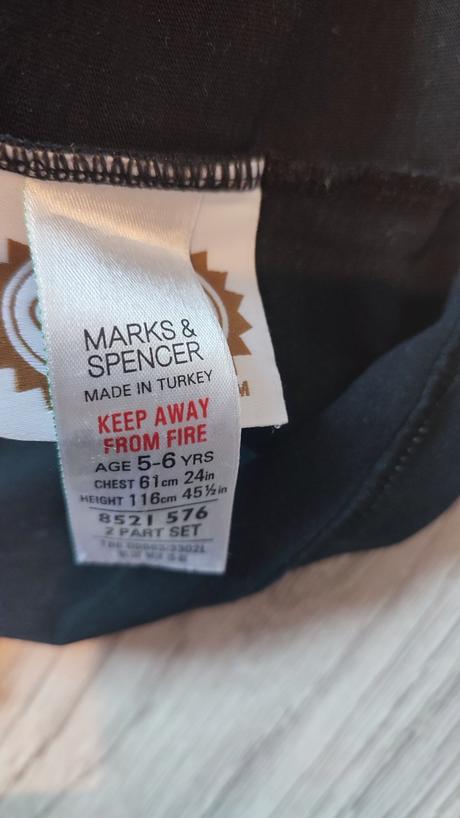 MARKS &
SPENCER
MADE IN TURKEY
KEEP AWAY
FROM FIRE
AGE 5-6 YRS
CHEST 61cm 24in
HEIGHT 116cm 45½in
8521 576
2 PART SET
M